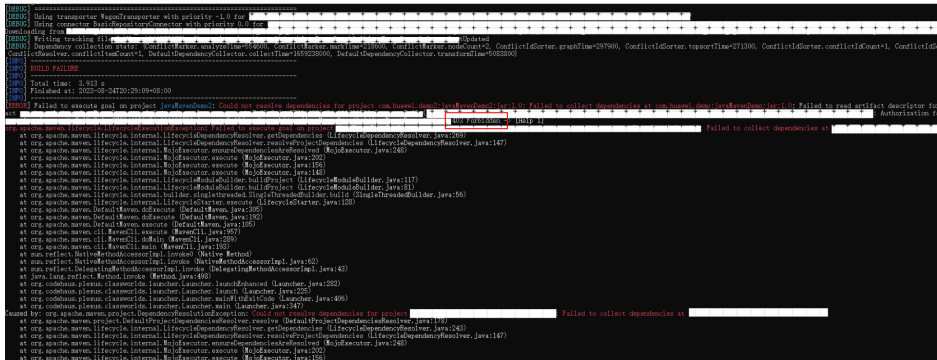 [DEBUG] ======================================================================
[DEBUG] Using transporter WagonTransporter with priority -1.0 for
[DEBUG] Using connector BasicRepositoryConnector with priority 0.0 for
Downloading from
[DEBUG] Writing tracking file Updated
[DEBUG] Dependency collection stats: {ConflictMarker.analyzeTime=554600, ConflictMarker.markTime=218600, ConflictMarker.nodeCount=2, ConflictIdSorter.graphTime=297900, ConflictIdSorter.topsortTime=271300, ConflictIdSorter.conflictIdCount=1, ConflictIdS
ConflictResolver.conflictItemCount=1, DefaultDependencyCollector.collectTime=1659238000, DefaultDependencyCollector.transformTime=5083800}
[INFO] ------------------------------------------------------------------------
[INFO] BUILD FAILURE
[INFO] ------------------------------------------------------------------------
[INFO] Total time: 3.913 s
[INFO] Finished at: 2023-08-24T20:29:09+08:00
[INFO] ------------------------------------------------------------------------
[ERROR] Failed to execute goal on project javaMavenDemo2: Could not resolve dependencies for project com.huawei.demo2:javaMavenDemo2:jar:1.0: Failed to collect dependencies at com.huawei.demo:javaMavenDemo:jar:1.0: Failed to read artifact descriptor fo
act : Authorization f
403 Forbidden -> [Help 1]
org.apache.maven.lifecycle.LifecycleExecutionException: Failed to execute goal on project Failed to collect dependencies at
at org.apache.maven.lifecycle.internal.LifecycleDependencyResolver.getDependencies (LifecycleDependencyResolver.java:269)
at org.apache.maven.lifecycle.internal.LifecycleDependencyResolver.resolveProjectDependencies (LifecycleDependencyResolver.java:147)
at org.apache.maven.lifecycle.internal.MojoExecutor.ensureDependenciesAreResolved (MojoExecutor.java:248)
at org.apache.maven.lifecycle.internal.MojoExecutor.execute (MojoExecutor.java:202)
at org.apache.maven.lifecycle.internal.MojoExecutor.execute (MojoExecutor.java:156)
at org.apache.maven.lifecycle.internal.MojoExecutor.execute (MojoExecutor.java:148)
at org.apache.maven.lifecycle.internal.LifecycleModuleBuilder.buildProject (LifecycleModuleBuilder.java:117)
at org.apache.maven.lifecycle.internal.LifecycleModuleBuilder.buildProject (LifecycleModuleBuilder.java:81)
at org.apache.maven.lifecycle.internal.builder.singlethreaded.SingleThreadedBuilder.build (SingleThreadedBuilder.java:56)
at org.apache.maven.lifecycle.internal.LifecycleStarter.execute (LifecycleStarter.java:128)
at org.apache.maven.DefaultMaven.doExecute (DefaultMaven.java:305)
at org.apache.maven.DefaultMaven.doExecute (DefaultMaven.java:192)
at org.apache.maven.DefaultMaven.execute (DefaultMaven.java:105)
at org.apache.maven.cli.MavenCli.execute (MavenCli.java:957)
at org.apache.maven.cli.MavenCli.doMain (MavenCli.java:289)
at org.apache.maven.cli.MavenCli.main (MavenCli.java:193)
at sun.reflect.NativeMethodAccessorImpl.invoke0 (Native Method)
at sun.reflect.NativeMethodAccessorImpl.invoke (NativeMethodAccessorImpl.java:62)
at sun.reflect.DelegatingMethodAccessorImpl.invoke (DelegatingMethodAccessorImpl.java:43)
at java.lang.reflect.Method.invoke (Method.java:498)
at org.codehaus.plexus.classworlds.launcher.Launcher.launchEnhanced (Launcher.java:282)
at org.codehaus.plexus.classworlds.launcher.Launcher.launch (Launcher.java:225)
at org.codehaus.plexus.classworlds.launcher.Launcher.mainWithExitCode (Launcher.java:406)
at org.codehaus.plexus.classworlds.launcher.Launcher.main (Launcher.java:347)
Caused by: org.apache.maven.project.DependencyResolutionException: Could not resolve dependencies for project : Failed to collect dependencies at
at org.apache.maven.project.DefaultProjectDependenciesResolver.resolve (DefaultProjectDependenciesResolver.java:178)
at org.apache.maven.lifecycle.internal.LifecycleDependencyResolver.getDependencies (LifecycleDependencyResolver.java:243)
at org.apache.maven.lifecycle.internal.LifecycleDependencyResolver.resolveProjectDependencies (LifecycleDependencyResolver.java:147)
at org.apache.maven.lifecycle.internal.MojoExecutor.ensureDependenciesAreResolved (MojoExecutor.java:248)
at org.apache.maven.lifecycle.internal.MojoExecutor.execute (MojoExecutor.java:202)
at org.apache.maven.lifecycle.internal.MojoExecutor.execute (MojoExecutor.java:156)